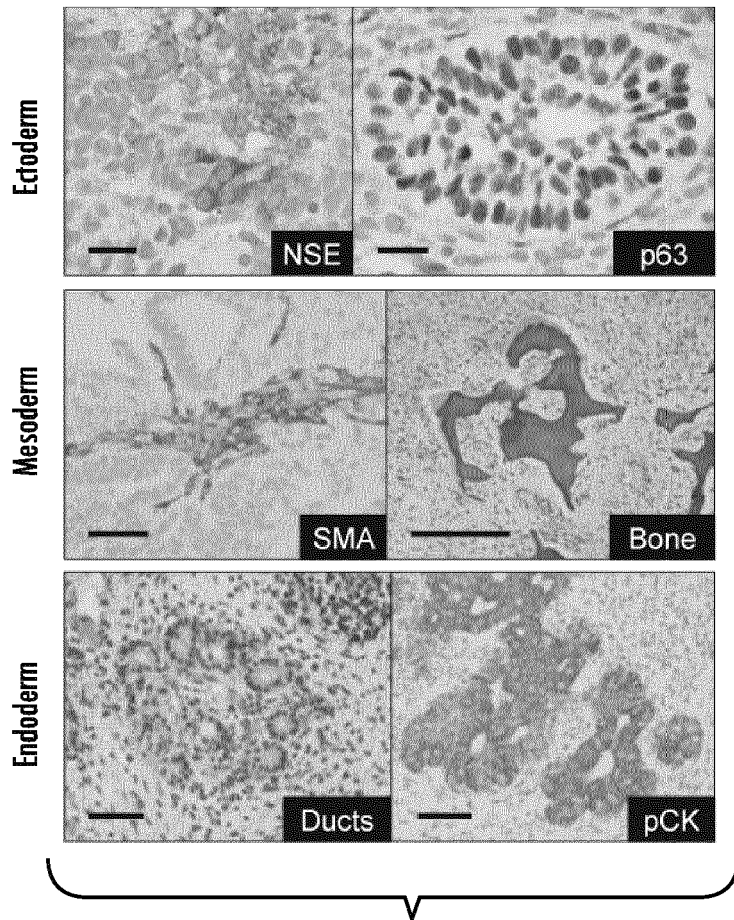 Ectoderm
NSE
p63
Mesoderm
SMA
Bone
Endoderm
Ducts
pCK